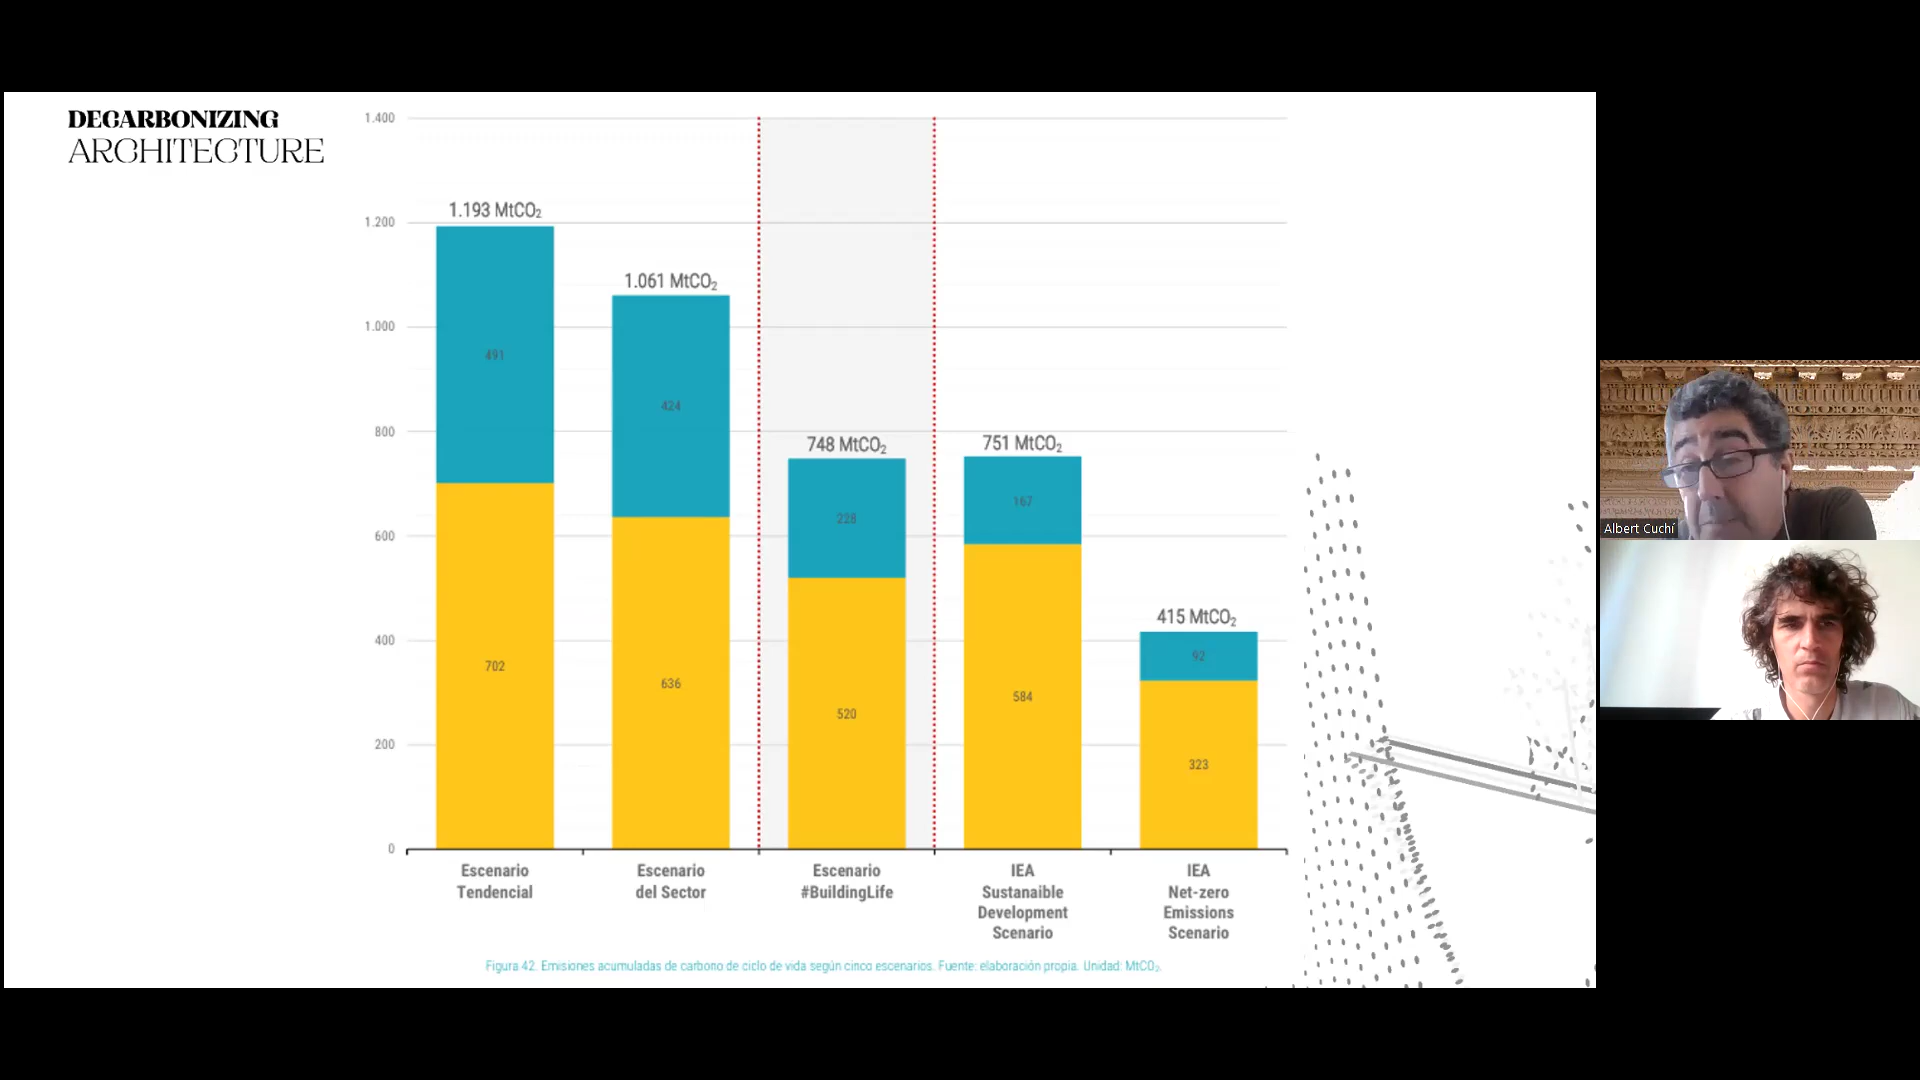 DECARBONIZING
ARCHITECTURE
1.400
1.200
1.000
800
600
400
200
0
1.193 MtCO₂
491
702
1.061 MtCO₂
424
636
748 MtCO₂
228
520
751 MtCO₂
167
584
415 MtCO₂
92
323
Escenario
Tendencial
Escenario
del Sector
Escenario
#BuildingLife
IEA
Sustanaible
Development
Scenario
IEA
Net-zero
Emissions
Scenario
Figura 42. Emisiones acumuladas de carbono de ciclo de vida según cinco escenarios. Fuente: elaboración propia. Unidad: MtCO₂.
Albert Cuchí